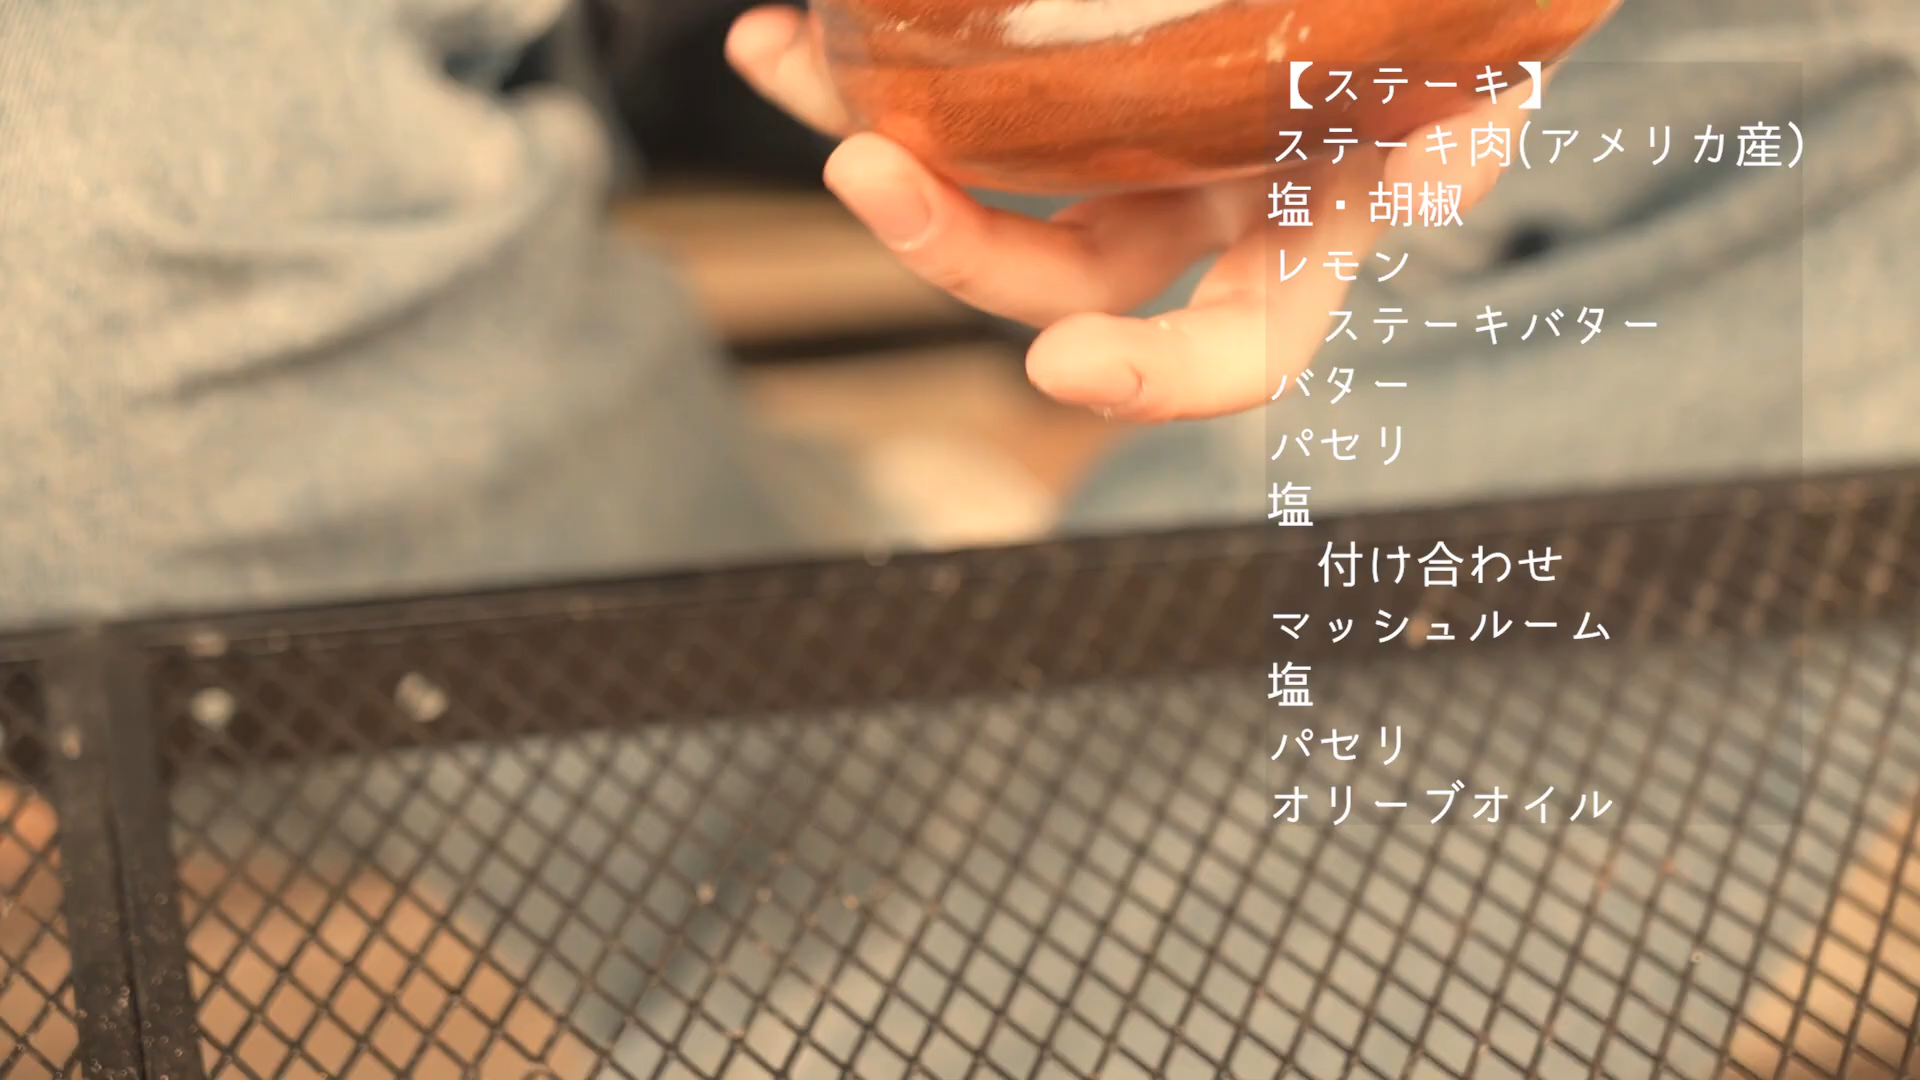 【ステーキ】
ステーキ肉(アメリカ産)
塩・胡椒
レモン
　ステーキバター
バター
パセリ
塩
　付け合わせ
マッシュルーム
塩
パセリ
オリーブオイル